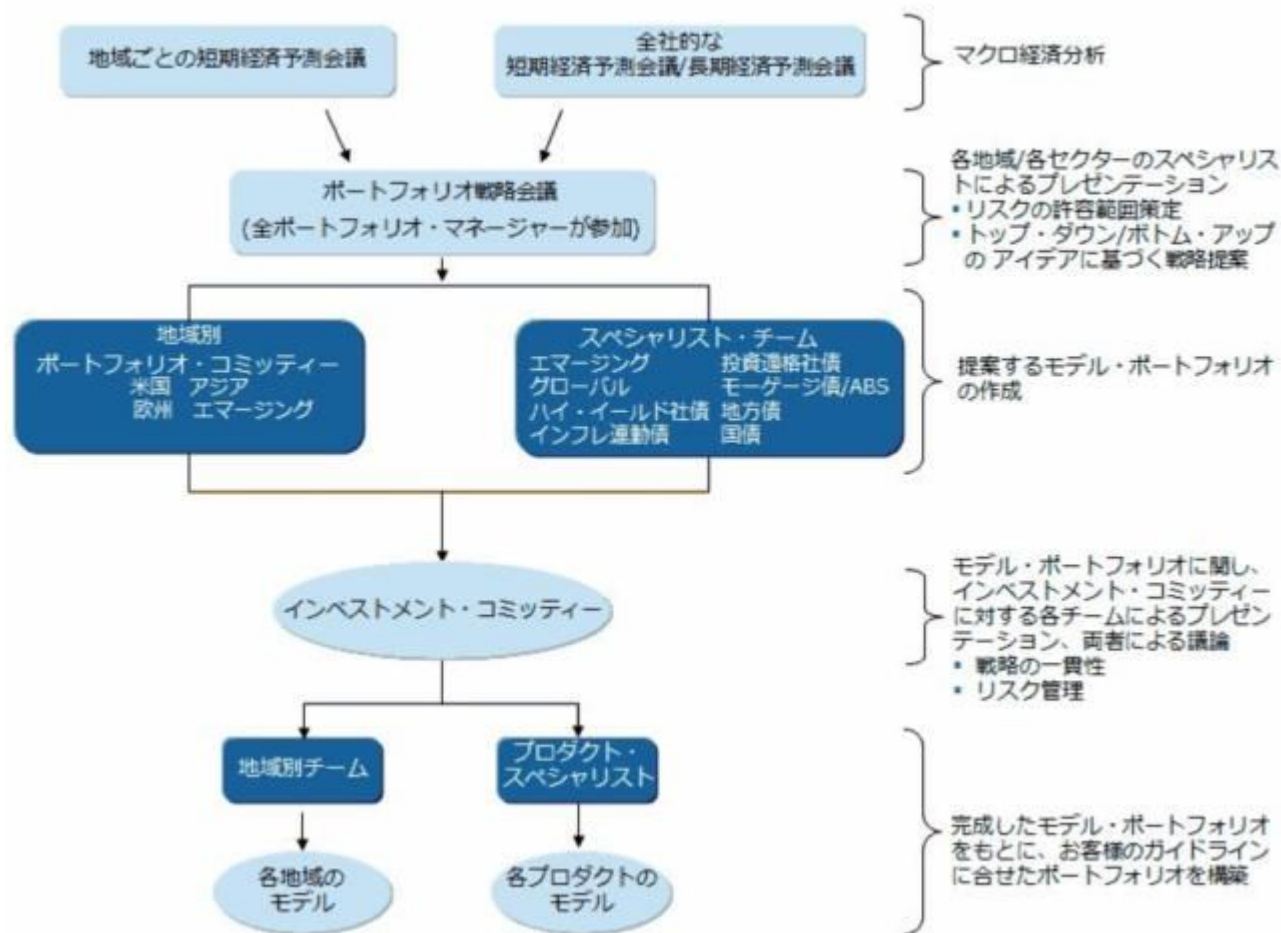 地域ごとの短期経済予測会議
全社的な
短期経済予測会議/長期経済予測会議
マクロ経済分析
ポートフォリオ戦略会議
(全ポートフォリオ・マネージャーが参加)
各地域/各セクターのスペシャリス
トによるプレゼンテーション
▪ リスクの許容範囲策定
▪ トップ・ダウン/ボトム・アップ
の アイデアに基づく戦略提案
地域別
ポートフォリオ・コミッティー
米国 アジア
欧州 エマージング
スペシャリスト・チーム
エマージング 投資適格社債
グローバル モーゲージ債/ABS
ハイ・イールド社債 地方債
インフレ連動債 国債
提案するモデル・ポートフォリオ
の作成
インベストメント・コミッティー
モデル・ポートフォリオに関し、
インベストメント・コミッティー
に対する各チームによるプレゼン
テーション、両者による議論
▪ 戦略の一貫性
▪ リスク管理
地域別チーム
プロダクト・
スペシャリスト
各地域の
モデル
各プロダクトの
モデル
完成したモデル・ポートフォリオ
をもとに、お客様のガイドライン
に合せたポートフォリオを構築